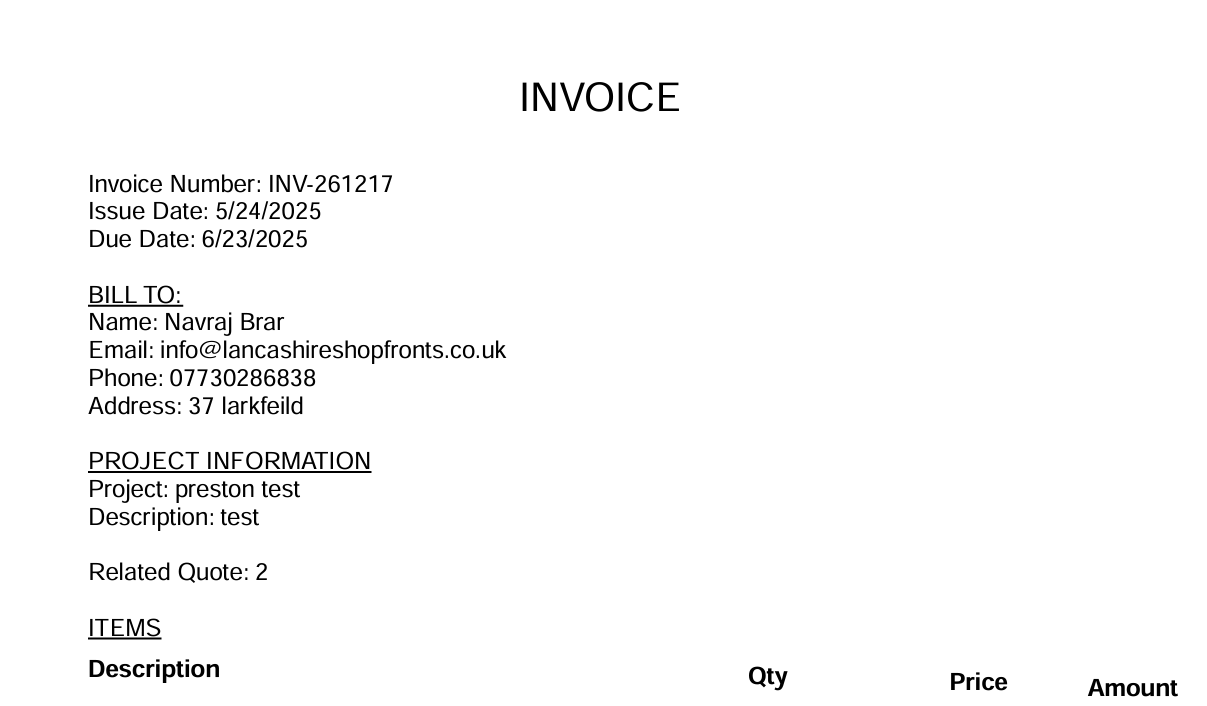 INVOICE
Invoice Number: INV-261217
Issue Date: 5/24/2025
Due Date: 6/23/2025
BILL TO:
Name: Navraj Brar
Email: info@lancashireshopfronts.co.uk
Phone: 07730286838
Address: 37 larkfeild
PROJECT INFORMATION
Project: preston test
Description: test
Related Quote: 2
ITEMS
Description Qty Price Amount